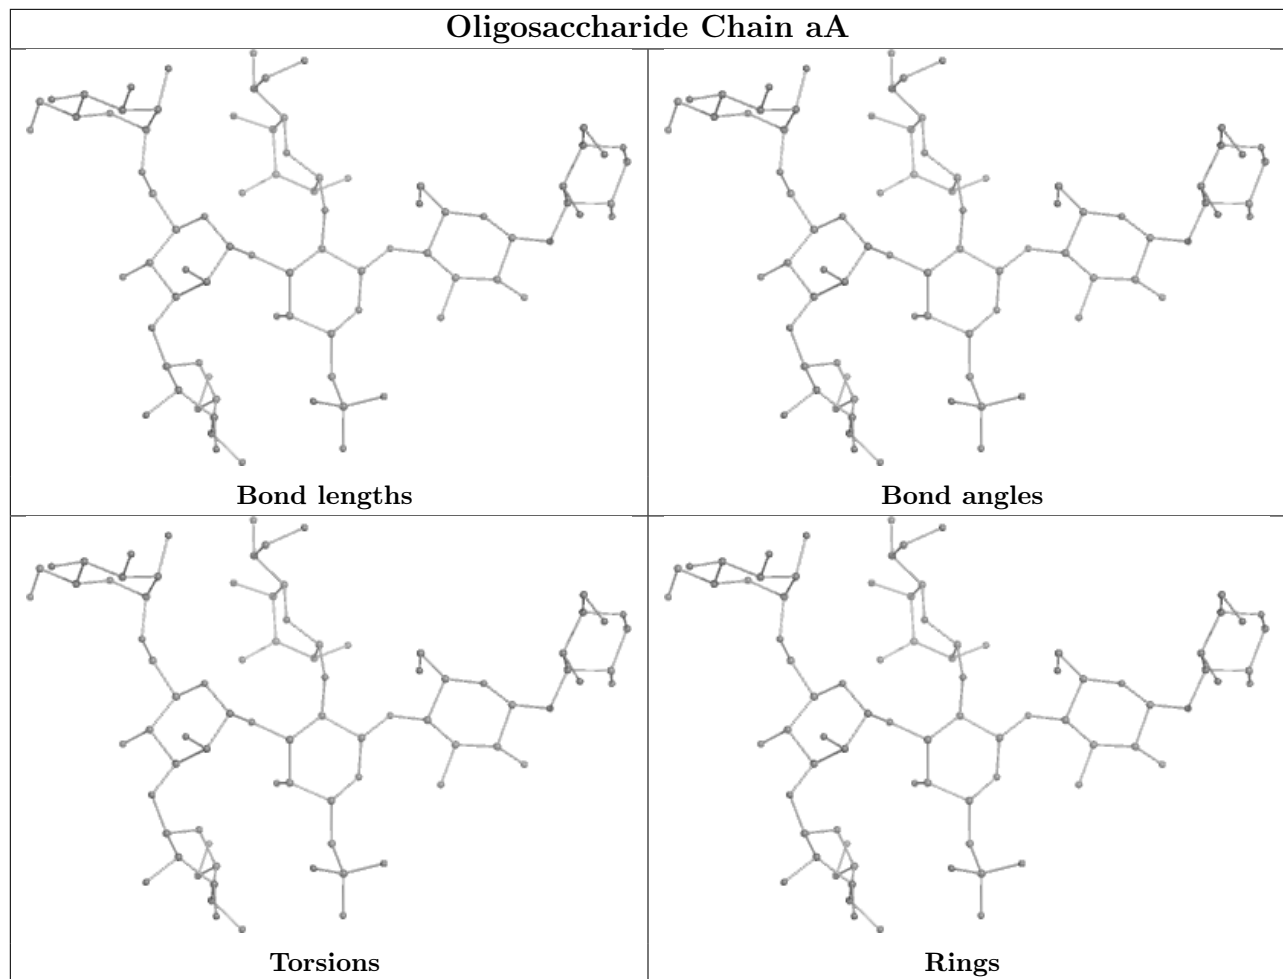 Oligosaccharide Chain aA
Bond lengths
Bond angles
Torsions
Rings